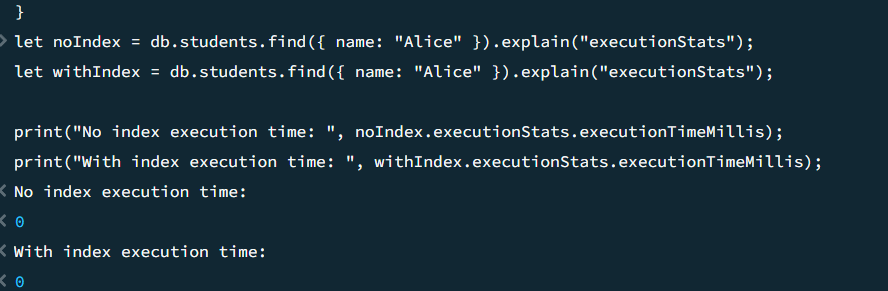 }
let noIndex = db.students.find({ name: "Alice" }).explain("executionStats");
let withIndex = db.students.find({ name: "Alice" }).explain("executionStats");
print("No index execution time: ", noIndex.executionStats.executionTimeMillis);
print("With index execution time: ", withIndex.executionStats.executionTimeMillis);
No index execution time:
0
With index execution time:
0